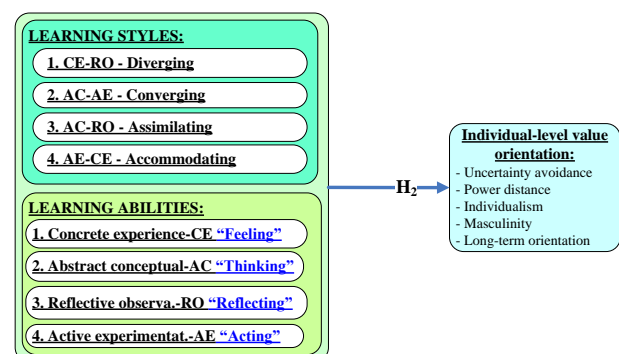 LEARNING STYLES:
1. CE-RO - Diverging
2. AC-AE - Converging
3. AC-RO - Assimilating
4. AE-CE - Accommodating
LEARNING ABILITIES:
1. Concrete experience-CE “Feeling”
2. Abstract conceptual-AC “Thinking”
3. Reflective observa.-RO “Reflecting”
4. Active experimentat.-AE “Acting”
H2
Individual-level value
orientation:
- Uncertainty avoidance
- Power distance
- Individualism
- Masculinity
- Long-term orientation